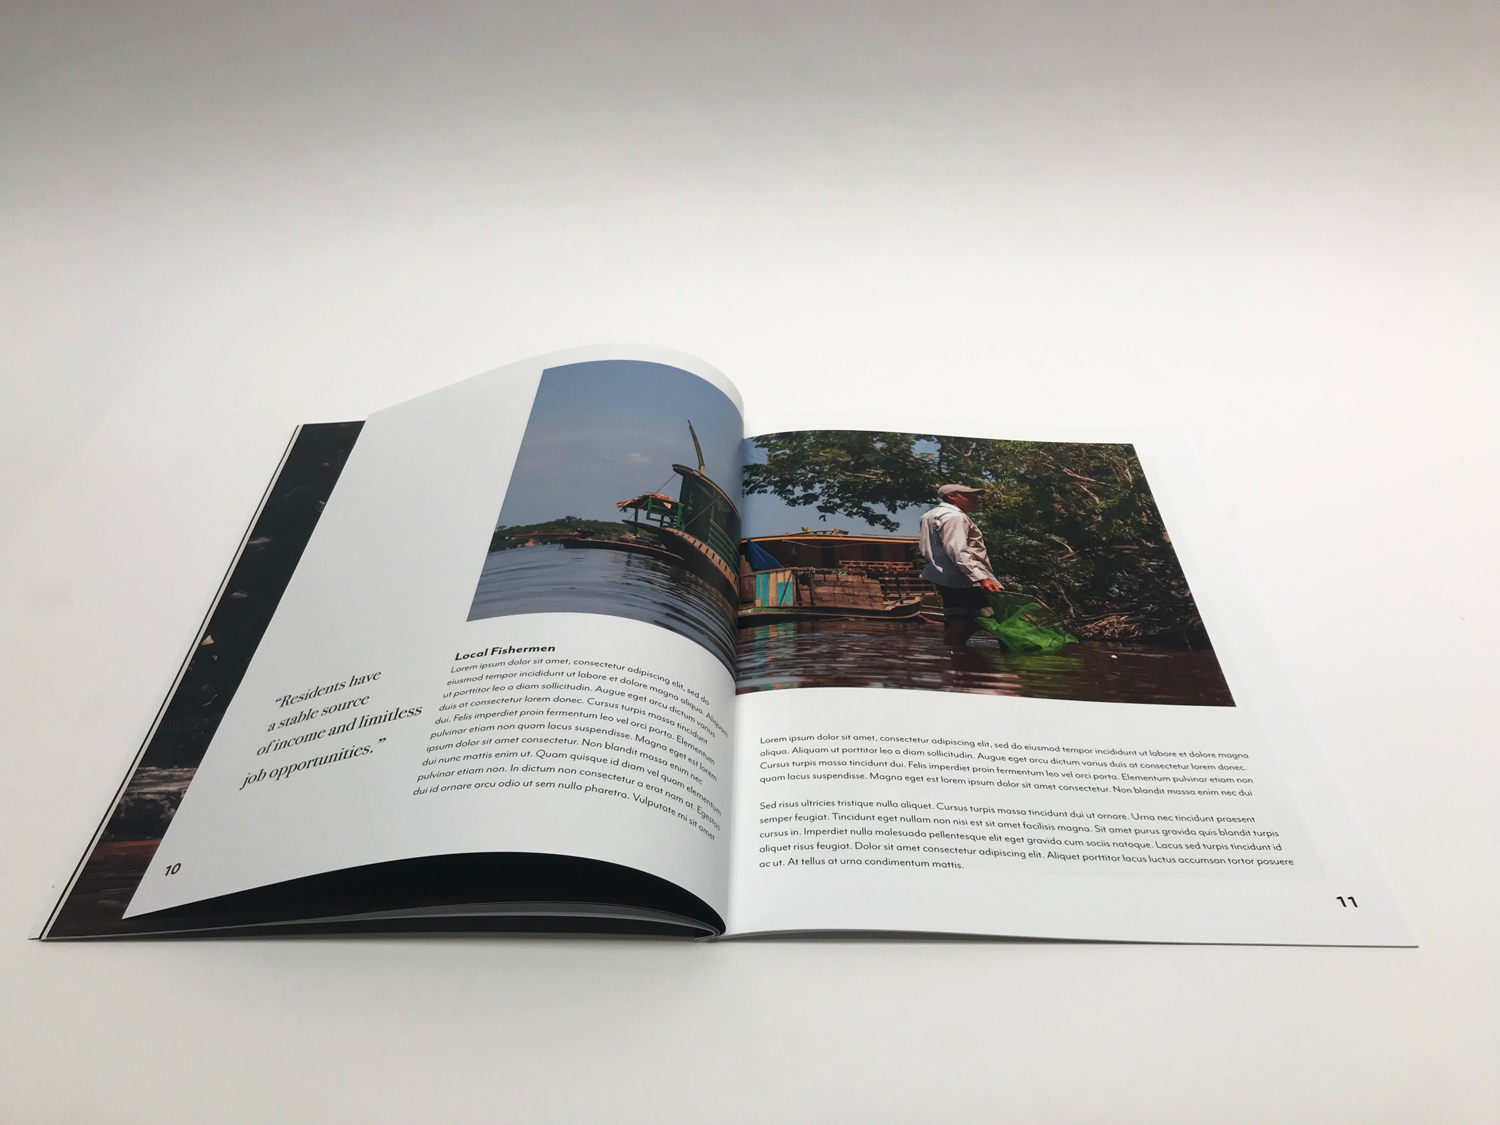 “Residents have
a stable source
of income and limitless
job opportunities.”
10
Local Fishermen
Lorem ipsum dolor sit amet, consectetur adipiscing elit, sed do
eiusmod tempor incididunt ut labore et dolore magna aliqua. Aliquam
ut porttitor leo a diam sollicitudin. Augue eget arcu dictum varius
duis at consectetur lorem donec. Cursus turpis massa tincidunt
dui. Felis imperdiet proin fermentum leo vel orci porta. Elementum
pulvinar etiam non quam lacus suspendisse. Magna eget est lorem
ipsum dolor sit amet consectetur. Non blandit massa enim nec
dui nunc mattis enim ut. Quam quisque id diam vel quam elementum
pulvinar etiam non. In dictum non consectetur a erat nam at. Egestas
dui id ornare arcu odio ut sem nulla pharetra. Vulputate mi sit amet
Lorem ipsum dolor sit amet, consectetur adipiscing elit, sed do eiusmod tempor incididunt ut labore et dolore magna
aliqua. Aliquam ut porttitor leo a diam sollicitudin. Augue eget arcu dictum varius duis at consectetur lorem donec.
Cursus turpis massa tincidunt dui. Felis imperdiet proin fermentum leo vel orci porta. Elementum pulvinar etiam non
quam lacus suspendisse. Magna eget est lorem ipsum dolor sit amet consectetur. Non blandit massa enim nec dui
Sed risus ultricies tristique nulla aliquet. Cursus turpis massa tincidunt dui ut ornare. Urna nec tincidunt praesent
semper feugiat. Tincidunt eget nullam non nisi est sit amet facilisis magna. Sit amet purus gravida quis blandit turpis
cursus in. Imperdiet nulla malesuada pellentesque elit eget gravida cum sociis natoque. Lacus sed turpis tincidunt id
aliquet risus feugiat. Dolor sit amet consectetur adipiscing elit. Aliquet porttitor lacus luctus accumsan tortor posuere
ac ut. At tellus at urna condimentum mattis.
11